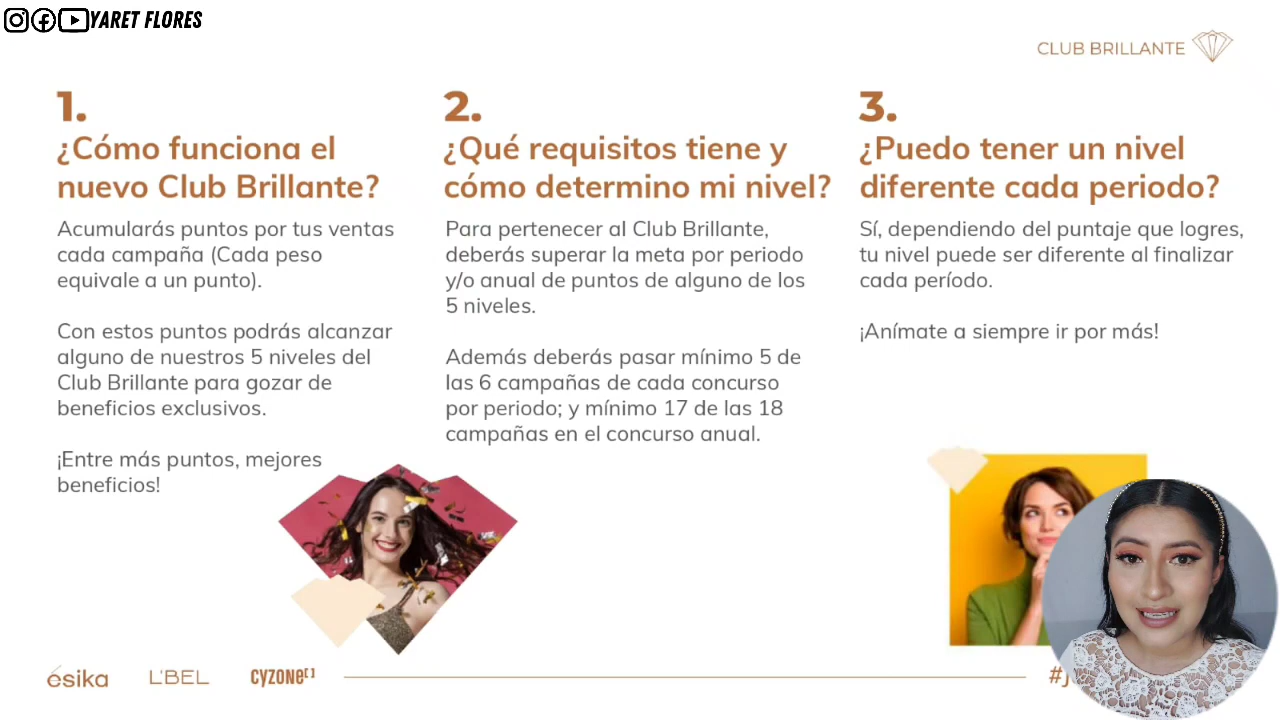 YARET FLORES
CLUB BRILLANTE
1.
¿Cómo funciona el
nuevo Club Brillante?
Acumularás puntos por tus ventas
cada campaña (Cada peso
equivale a un punto).
Con estos puntos podrás alcanzar
alguno de nuestros 5 niveles del
Club Brillante para gozar de
beneficios exclusivos.
¡Entre más puntos, mejores
beneficios!
2.
¿Qué requisitos tiene y
cómo determino mi nivel?
Para pertenecer al Club Brillante,
deberás superar la meta por periodo
y/o anual de puntos de alguno de los
5 niveles.
Además deberás pasar mínimo 5 de
las 6 campañas de cada concurso
por periodo; y mínimo 17 de las 18
campañas en el concurso anual.
3.
¿Puedo tener un nivel
diferente cada periodo?
Sí, dependiendo del puntaje que logres,
tu nivel puede ser diferente al finalizar
cada período.
¡Anímate a siempre ir por más!
ésika L'BEL CYZONE[]